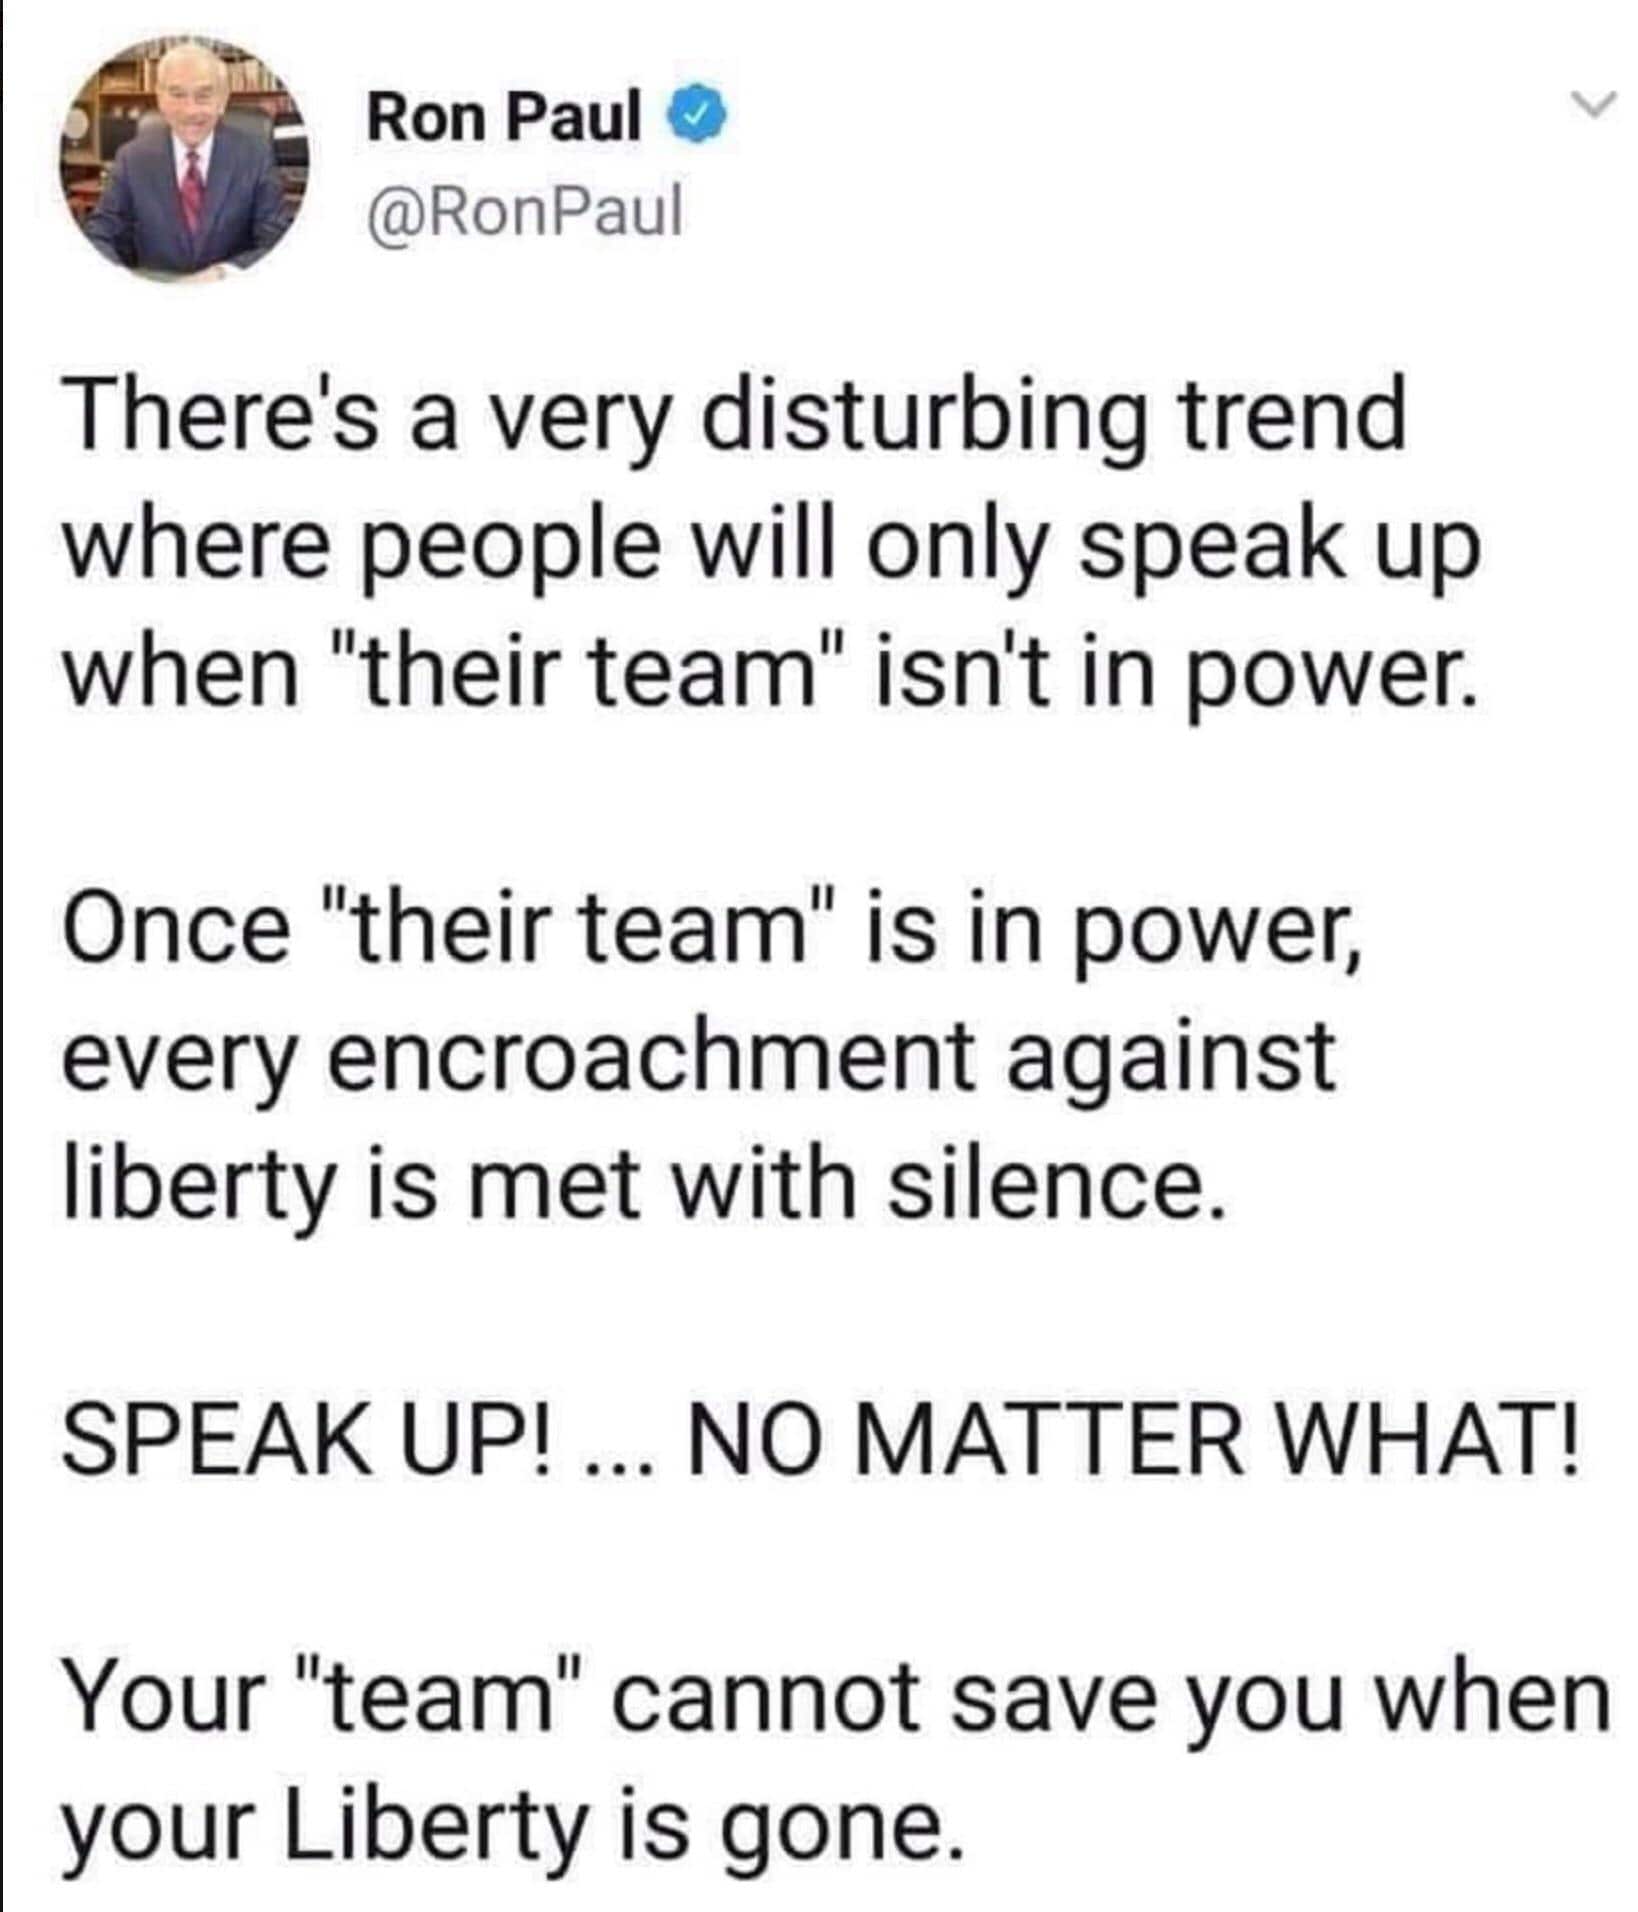 Ron Paul
@RonPaul
There's a very disturbing trend
where people will only speak up
when "their team" isn't in power.
Once "their team" is in power,
every encroachment against
liberty is met with silence.
SPEAK UP! ... NO MATTER WHAT!
Your "team" cannot save you when
your Liberty is gone.